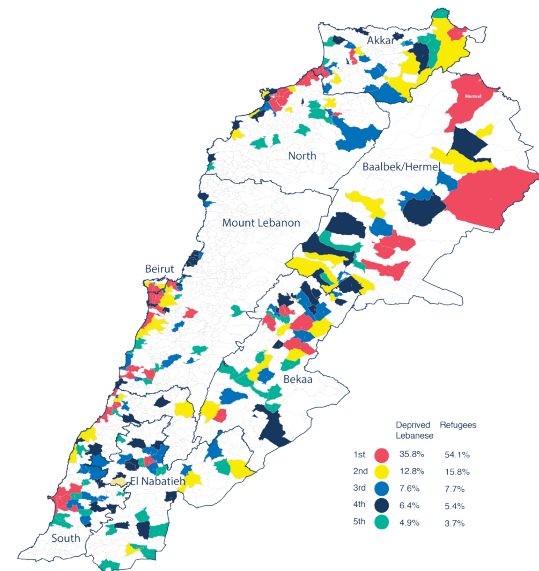 Akkar
Hermel
North
Baalbek/Hermel
Mount Lebanon
Beirut
Bekaa
El Nabatieh
South
Deprived Refugees
Lebanese
1st 35.8% 54.1%
2nd 12.8% 15.8%
3rd 7.6% 7.7%
4th 6.4% 5.4%
5th 4.9% 3.7%